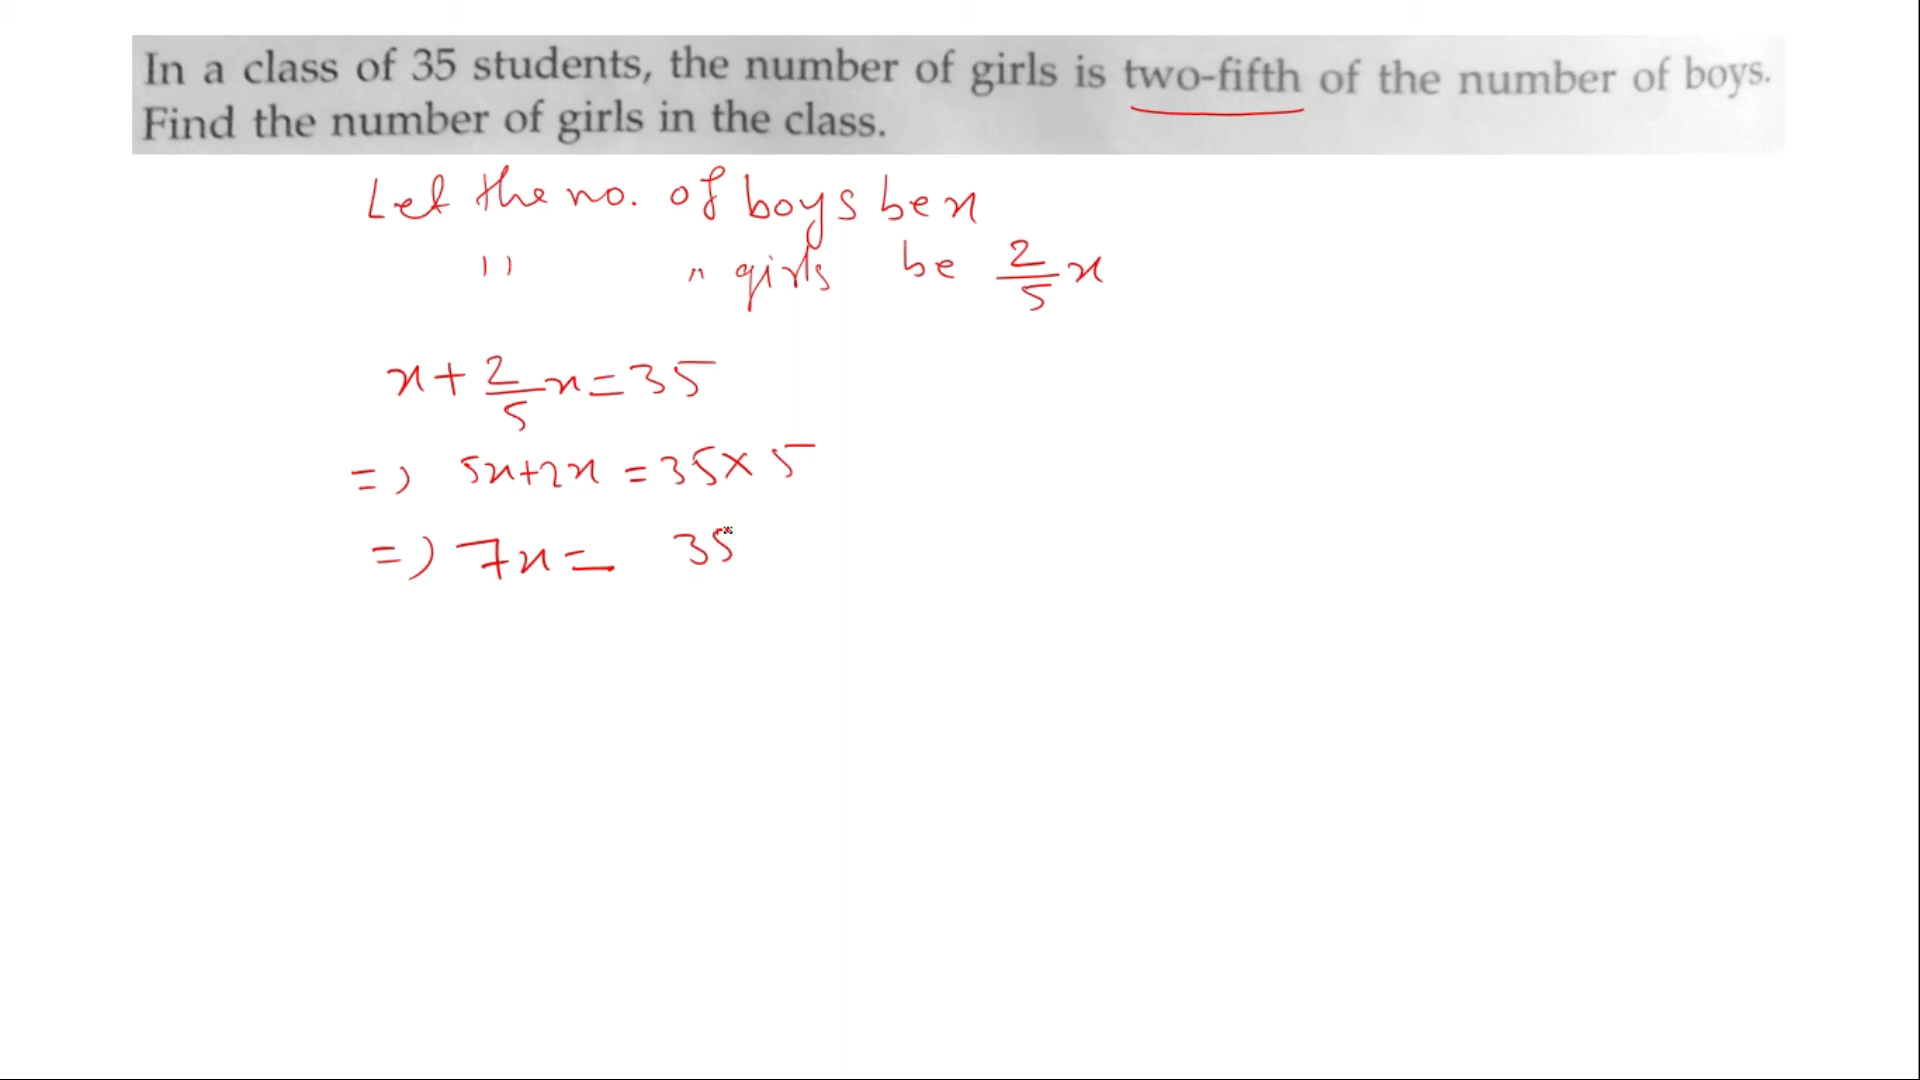 In a class of 35 students, the number of girls is two-fifth of the number of boys.
Find the number of girls in the class.
Let the no. of boys be x
" " girls be 2/5 x
x + 2/5 x = 35
=> 5x+2x = 35 × 5
=> 7x = 35